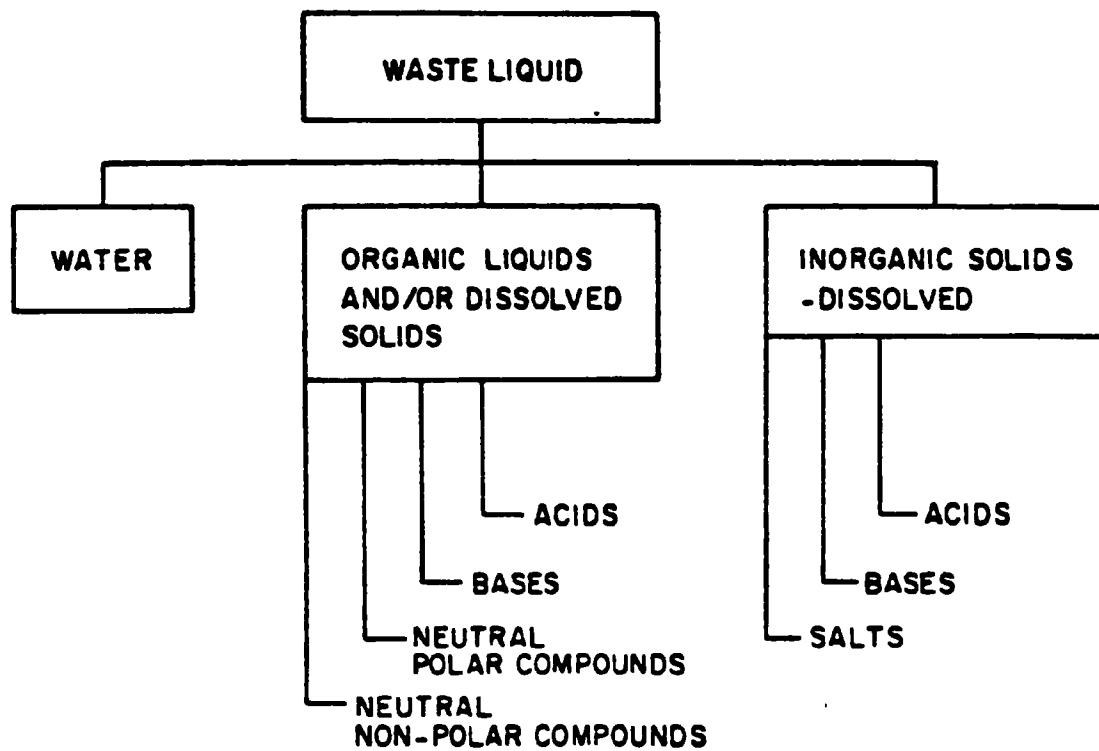 WASTE LIQUID
WATER
ORGANIC LIQUIDS
AND/OR DISSOLVED
SOLIDS
INORGANIC SOLIDS
-DISSOLVED
ACIDS
BASES
NEUTRAL
POLAR COMPOUNDS
NEUTRAL
NON-POLAR COMPOUNDS
ACIDS
BASES
SALTS